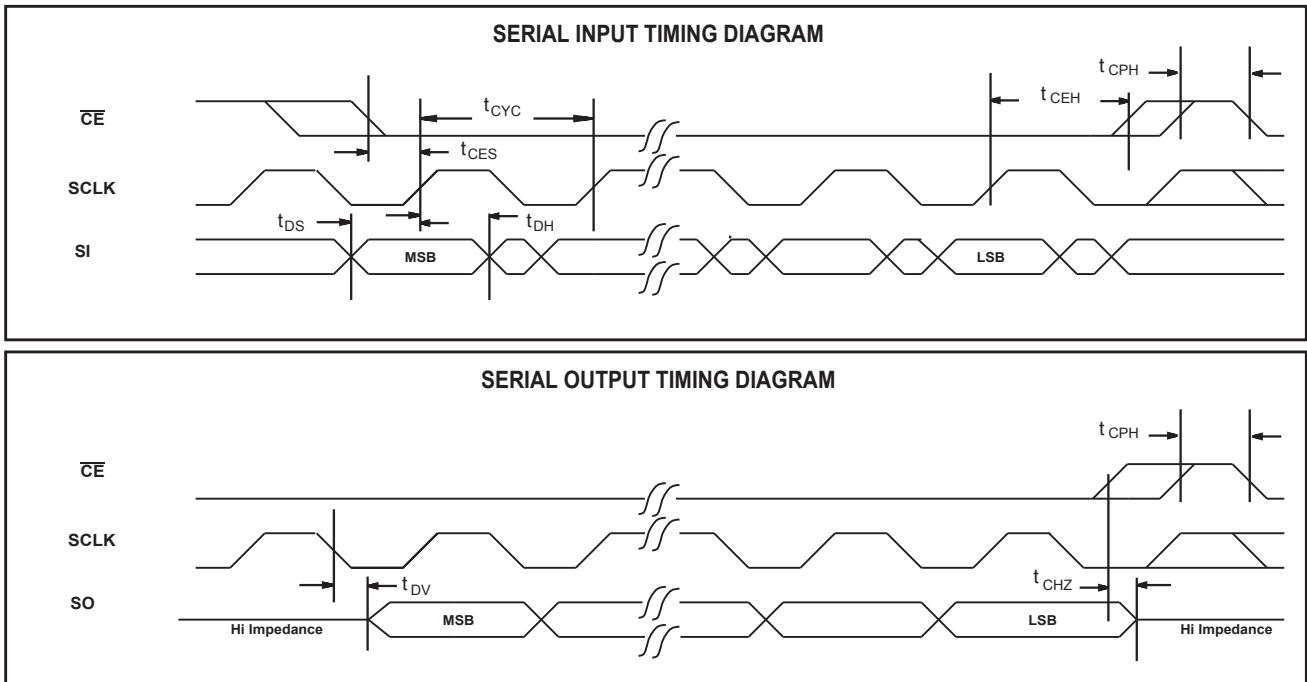 SERIAL INPUT TIMING DIAGRAM
t CPH
t CEH
CE
t CYC
t CES
SCLK
t DS
t DH
SI
MSB
LSB
SERIAL OUTPUT TIMING DIAGRAM
t CPH
CE
SCLK
t DV
t CHZ
SO
Hi Impedance
MSB
LSB
Hi Impedance